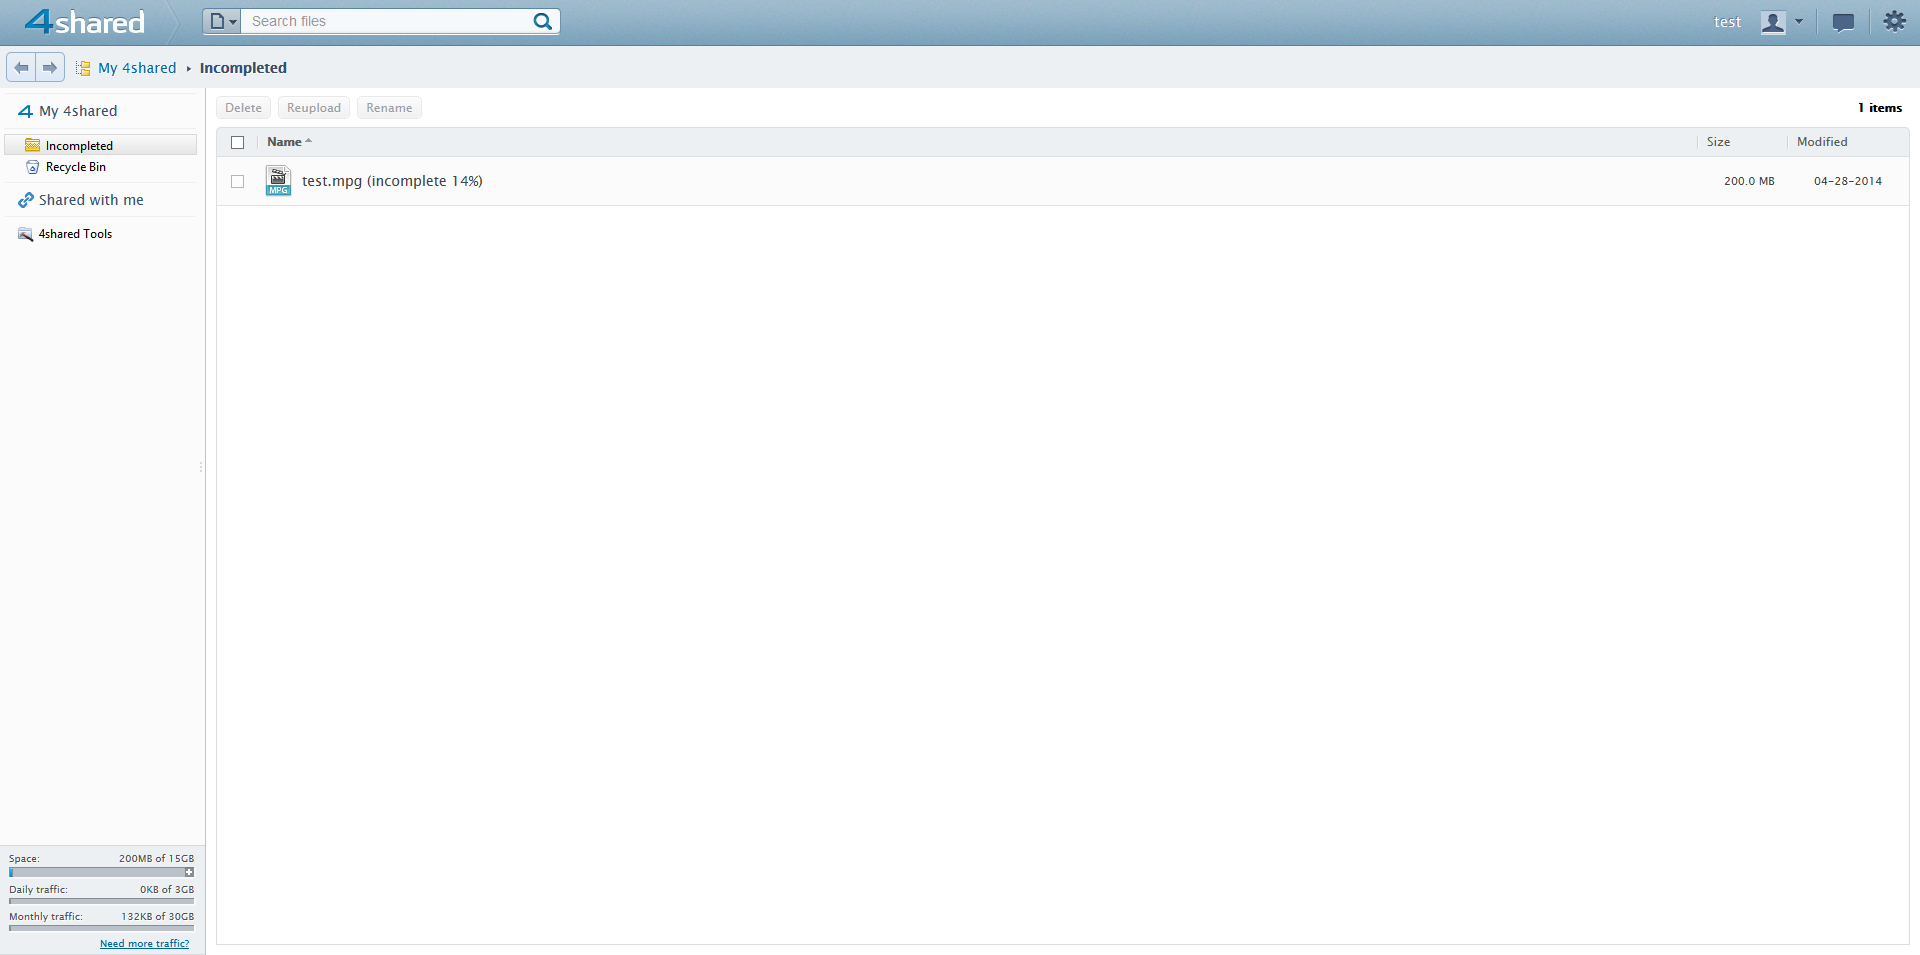 4shared
Search files
test
My 4shared
Incompleted
My 4shared
Incompleted
Recycle Bin
Shared with me
4shared Tools
Delete
Reupload
Rename
1 items
Name
Size
Modified
MPG
test.mpg (incomplete 14%)
200.0 MB
04-28-2014
Space:
200MB of 15GB
Daily traffic:
0KB of 3GB
Monthly traffic:
132KB of 30GB
Need more traffic?